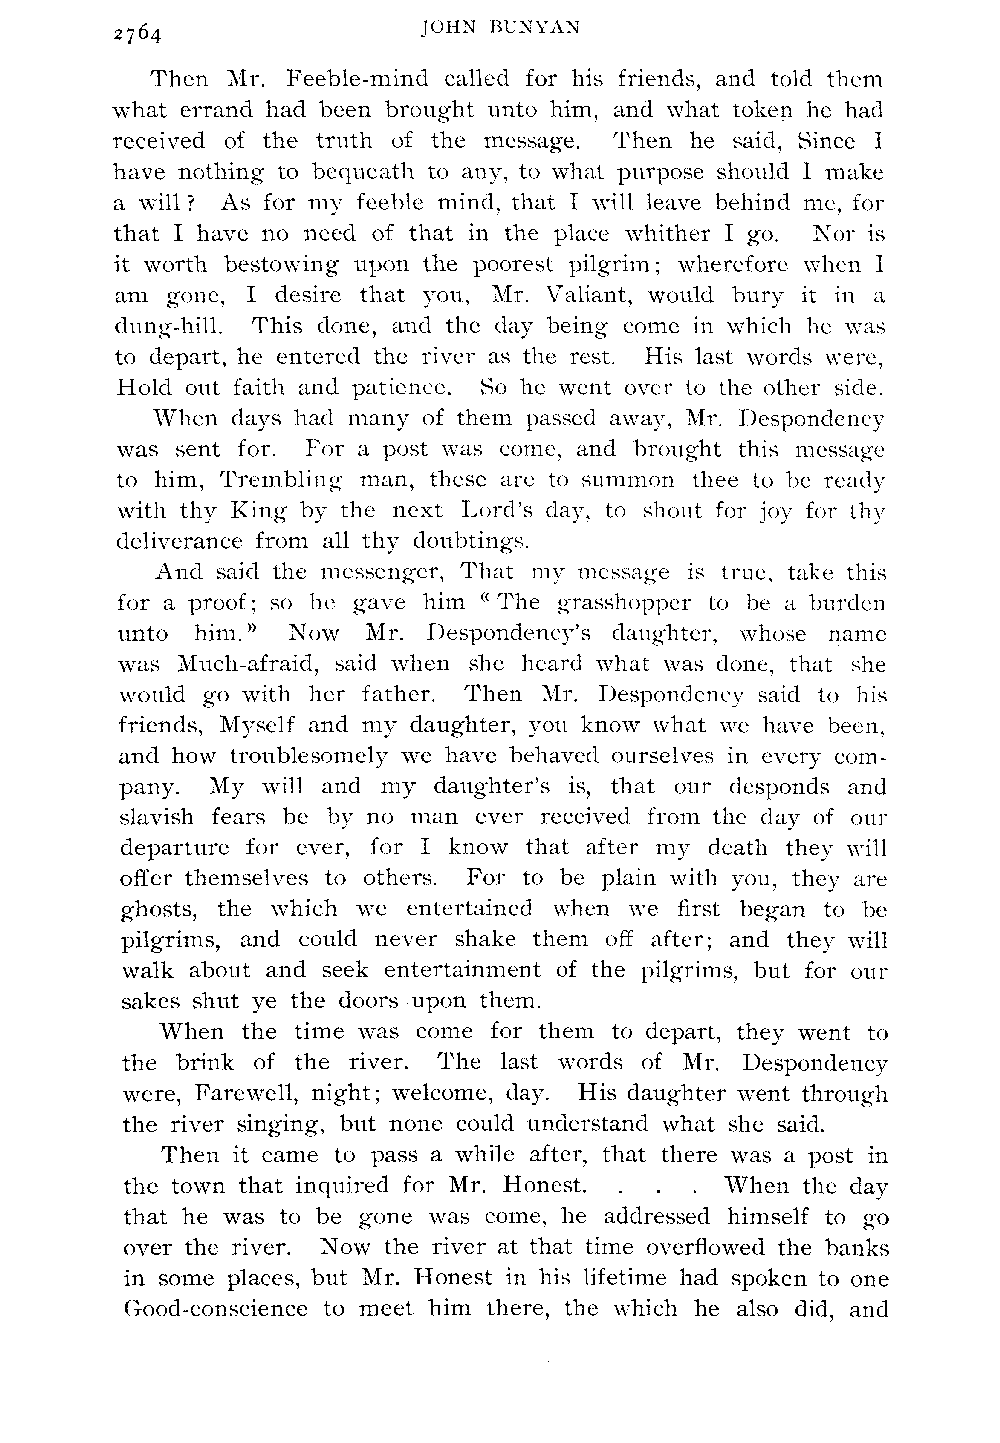 2764
JOHN BUNYAN
Then Mr. Feeble-mind called for his friends, and told them
what errand had been brought unto him, and what token he had
received of the truth of the message. Then he said, Since I
have nothing to bequeath to any, to what purpose should I make
a will? As for my feeble mind, that I will leave behind me, for
that I have no need of that in the place whither I go. Nor is
it worth bestowing upon the poorest pilgrim; wherefore when I
am gone, I desire that you, Mr. Valiant, would bury it in a
dung-hill. This done, and the day being come in which he was
to depart, he entered the river as the rest. His last words were,
Hold out faith and patience. So he went over to the other side.
When days had many of them passed away, Mr. Despondency
was sent for. For a post was come, and brought this message
to him, Trembling man, these are to summon thee to be ready
with thy King by the next Lord's day, to shout for joy for thy
deliverance from all thy doubtings.
And said the messenger, That my message is true, take this
for a proof; so he gave him "The grasshopper to be a burden
unto him." Now Mr. Despondency's daughter, whose name
was Much-afraid, said when she heard what was done, that she
would go with her father. Then Mr. Despondency said to his
friends, Myself and my daughter, you know what we have been,
and how troublesomely we have behaved ourselves in every com-
pany. My will and my daughter's is, that our desponds and
slavish fears be by no man ever received from the day of our
departure for ever, for I know that after my death they will
offer themselves to others. For to be plain with you, they are
ghosts, the which we entertained when we first began to be
pilgrims, and could never shake them off after; and they will
walk about and seek entertainment of the pilgrims, but for our
sakes shut ye the doors upon them.
When the time was come for them to depart, they went to
the brink of the river. The last words of Mr. Despondency
were, Farewell, night; welcome, day. His daughter went through
the river singing, but none could understand what she said.
Then it came to pass a while after, that there was a post in
the town that inquired for Mr. Honest. . . . When the day
that he was to be gone was come, he addressed himself to go
over the river. Now the river at that time overflowed the banks
in some places, but Mr. Honest in his lifetime had spoken to one
Good-conscience to meet him there, the which he also did, and